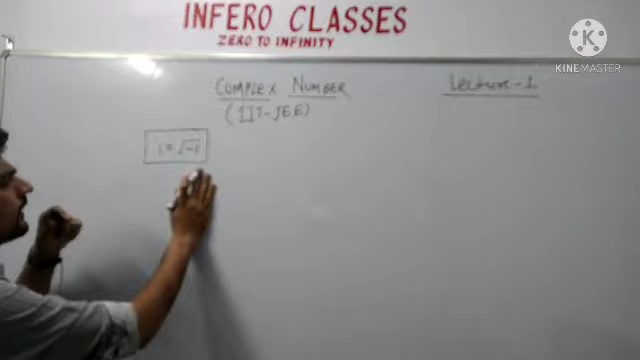 INFERO CLASSES
ZERO TO INFINITY
KINEMASTER
COMPLEX NUMBER
Lecture-1
(IIT-JEE)
i = √-1